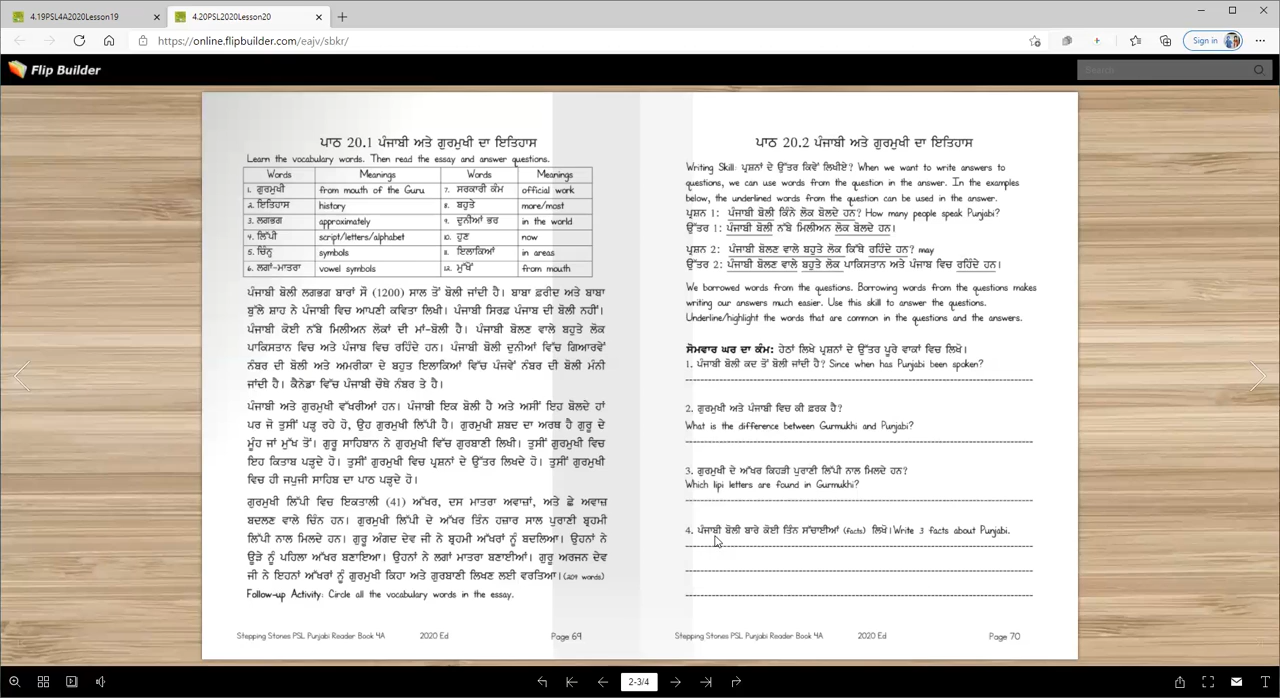 4.19PSL4A2020Lesson19
4.20PSL2020Lesson20
https://online.flipbuilder.com/eajv/sbkr/
Sign in
Flip Builder
Search
ਪਾਠ 20.1 ਪੰਜਾਬੀ ਅਤੇ ਗੁਰਮੁਖੀ ਦਾ ਇਤਿਹਾਸ
Learn the vocabulary words. Then read the essay and answer questions.
Words Meanings Words Meanings
1. ਗੁਰਮੁਖੀ from mouth of the Guru 7. ਸਰਕਾਰੀ ਕੰਮ official work
2. ਇਤਿਹਾਸ history 8. ਬਹੁਤੇ more/most
3. ਲਗਭਗ approximately 9. ਦੁਨੀਆਂ ਭਰ in the world
4. ਲਿੱਪੀ script/letters/alphabet 10. ਹੁਣ now
5. ਚਿੰਨ੍ਹ symbols 11. ਇਲਾਕਿਆਂ in areas
6. ਲਗਾਂ-ਮਾਤਰਾ vowel symbols 12. ਮੁੱਖੋਂ from mouth
ਪੰਜਾਬੀ ਬੋਲੀ ਲਗਭਗ ਬਾਰਾਂ ਸੌ (1200) ਸਾਲ ਤੋਂ ਬੋਲੀ ਜਾਂਦੀ ਹੈ। ਬਾਬਾ ਫ਼ਰੀਦ ਅਤੇ ਬਾਬਾ
ਬੁੱਲੇ ਸ਼ਾਹ ਨੇ ਪੰਜਾਬੀ ਵਿਚ ਆਪਣੀ ਕਵਿਤਾ ਲਿਖੀ। ਪੰਜਾਬੀ ਸਿਰਫ਼ ਪੰਜਾਬ ਦੀ ਬੋਲੀ ਨਹੀਂ।
ਪੰਜਾਬੀ ਕੋਈ ਨੱਬੇ ਮਿਲੀਅਨ ਲੋਕਾਂ ਦੀ ਮਾਂ-ਬੋਲੀ ਹੈ। ਪੰਜਾਬੀ ਬੋਲਣ ਵਾਲੇ ਬਹੁਤੇ ਲੋਕ
ਪਾਕਿਸਤਾਨ ਵਿਚ ਅਤੇ ਪੰਜਾਬ ਵਿਚ ਰਹਿੰਦੇ ਹਨ। ਪੰਜਾਬੀ ਬੋਲੀ ਦੁਨੀਆਂ ਵਿੱਚ ਗਿਆਰਵੇਂ
ਨੰਬਰ ਦੀ ਬੋਲੀ ਅਤੇ ਅਮਰੀਕਾ ਦੇ ਬਹੁਤ ਇਲਾਕਿਆਂ ਵਿੱਚ ਪੰਜਵੇਂ ਨੰਬਰ ਦੀ ਬੋਲੀ ਮੰਨੀ
ਜਾਂਦੀ ਹੈ। ਕੈਨੇਡਾ ਵਿੱਚ ਪੰਜਾਬੀ ਚੌਥੇ ਨੰਬਰ ਤੇ ਹੈ।
ਪੰਜਾਬੀ ਅਤੇ ਗੁਰਮੁਖੀ ਵੱਖਰੀਆਂ ਹਨ। ਪੰਜਾਬੀ ਇਕ ਬੋਲੀ ਹੈ ਅਤੇ ਅਸੀਂ ਇਹ ਬੋਲਦੇ ਹਾਂ
ਪਰ ਜੋ ਤੁਸੀਂ ਪੜ੍ਹ ਰਹੇ ਹੋ, ਉਹ ਗੁਰਮੁਖੀ ਲਿੱਪੀ ਹੈ। ਗੁਰਮੁਖੀ ਸ਼ਬਦ ਦਾ ਅਰਥ ਹੈ ਗੁਰੂ ਦੇ
ਮੂੰਹ ਜਾਂ ਮੁੱਖ ਤੋਂ। ਗੁਰੂ ਸਾਹਿਬਾਨ ਨੇ ਗੁਰਮੁਖੀ ਵਿੱਚ ਗੁਰਬਾਣੀ ਲਿਖੀ। ਤੁਸੀਂ ਗੁਰਮੁਖੀ ਵਿਚ
ਇਹ ਕਿਤਾਬ ਪੜ੍ਹਦੇ ਹੋ। ਤੁਸੀਂ ਗੁਰਮੁਖੀ ਵਿਚ ਪ੍ਰਸ਼ਨਾਂ ਦੇ ਉੱਤਰ ਲਿਖਦੇ ਹੋ। ਤੁਸੀਂ ਗੁਰਮੁਖੀ
ਵਿਚ ਹੀ ਜਪੁਜੀ ਸਾਹਿਬ ਦਾ ਪਾਠ ਪੜ੍ਹਦੇ ਹੋ।
ਗੁਰਮੁਖੀ ਲਿੱਪੀ ਵਿਚ ਇਕਤਾਲੀ (41) ਅੱਖਰ, ਦਸ ਮਾਤਰਾ ਅਵਾਜ਼ਾਂ, ਅਤੇ ਛੇ ਅਵਾਜ਼
ਬਦਲਣ ਵਾਲੇ ਚਿੰਨ ਹਨ। ਗੁਰਮੁਖੀ ਲਿੱਪੀ ਦੇ ਅੱਖਰ ਤਿੰਨ ਹਜ਼ਾਰ ਸਾਲ ਪੁਰਾਣੀ ਬ੍ਰਹਮੀ
ਲਿੱਪੀ ਨਾਲ ਮਿਲਦੇ ਹਨ। ਗੁਰੂ ਅੰਗਦ ਦੇਵ ਜੀ ਨੇ ਬ੍ਰਹਮੀ ਅੱਖਰਾਂ ਨੂੰ ਬਦਲਿਆ। ਉਹਨਾਂ ਨੇ
ਊੜੇ ਨੂੰ ਪਹਿਲਾ ਅੱਖਰ ਬਣਾਇਆ। ਉਹਨਾਂ ਨੇ ਲਗਾਂ ਮਾਤਰਾ ਬਣਾਈਆਂ। ਗੁਰੂ ਅਰਜਨ ਦੇਵ
ਜੀ ਨੇ ਇਹਨਾਂ ਅੱਖਰਾਂ ਨੂੰ ਗੁਰਮੁਖੀ ਕਿਹਾ ਅਤੇ ਗੁਰਬਾਣੀ ਲਿਖਣ ਲਈ ਵਰਤਿਆ। (209 words)
Follow-up Activity: Circle all the vocabulary words in the essay.
Stepping Stones PSL Punjabi Reader Book 4A 2020 Ed Page 69
ਪਾਠ 20.2 ਪੰਜਾਬੀ ਅਤੇ ਗੁਰਮੁਖੀ ਦਾ ਇਤਿਹਾਸ
Writing Skill: ਪ੍ਰਸ਼ਨਾਂ ਦੇ ਉੱਤਰ ਕਿਵੇਂ ਲਿਖੀਏ? When we want to write answers to
questions, we can use words from the question in the answer. In the examples
below, the underlined words from the question can be used in the answer.
ਪ੍ਰਸ਼ਨ 1: ਪੰਜਾਬੀ ਬੋਲੀ ਕਿੰਨੇ ਲੋਕ ਬੋਲਦੇ ਹਨ? How many people speak Punjabi?
ਉੱਤਰ 1: ਪੰਜਾਬੀ ਬੋਲੀ ਨੱਬੇ ਮਿਲੀਅਨ ਲੋਕ ਬੋਲਦੇ ਹਨ।
ਪ੍ਰਸ਼ਨ 2: ਪੰਜਾਬੀ ਬੋਲਣ ਵਾਲੇ ਬਹੁਤੇ ਲੋਕ ਕਿੱਥੇ ਰਹਿੰਦੇ ਹਨ? may
ਉੱਤਰ 2: ਪੰਜਾਬੀ ਬੋਲਣ ਵਾਲੇ ਬਹੁਤੇ ਲੋਕ ਪਾਕਿਸਤਾਨ ਅਤੇ ਪੰਜਾਬ ਵਿਚ ਰਹਿੰਦੇ ਹਨ।
We borrowed words from the questions. Borrowing words from the questions makes
writing our answers much easier. Use this skill to answer the questions.
Underline/highlight the words that are common in the questions and the answers.
ਸੋਮਵਾਰ ਘਰ ਦਾ ਕੰਮ: ਹੇਠਾਂ ਲਿਖੇ ਪ੍ਰਸ਼ਨਾਂ ਦੇ ਉੱਤਰ ਪੂਰੇ ਵਾਕਾਂ ਵਿਚ ਲਿਖੋ।
1. ਪੰਜਾਬੀ ਬੋਲੀ ਕਦ ਤੋਂ ਬੋਲੀ ਜਾਂਦੀ ਹੈ? Since when has Punjabi been spoken?
2. ਗੁਰਮੁਖੀ ਅਤੇ ਪੰਜਾਬੀ ਵਿਚ ਕੀ ਫ਼ਰਕ ਹੈ?
What is the difference between Gurmukhi and Punjabi?
3. ਗੁਰਮੁਖੀ ਦੇ ਅੱਖਰ ਕਿਹੜੀ ਪੁਰਾਣੀ ਲਿੱਪੀ ਨਾਲ ਮਿਲਦੇ ਹਨ?
Which lipi letters are found in Gurmukhi?
4. ਪੰਜਾਬੀ ਬੋਲੀ ਬਾਰੇ ਕੋਈ ਤਿੰਨ ਸੱਚਾਈਆਂ (facts) ਲਿਖੋ। Write 3 facts about Punjabi.
Stepping Stones PSL Punjabi Reader Book 4A 2020 Ed Page 70
2-3/4